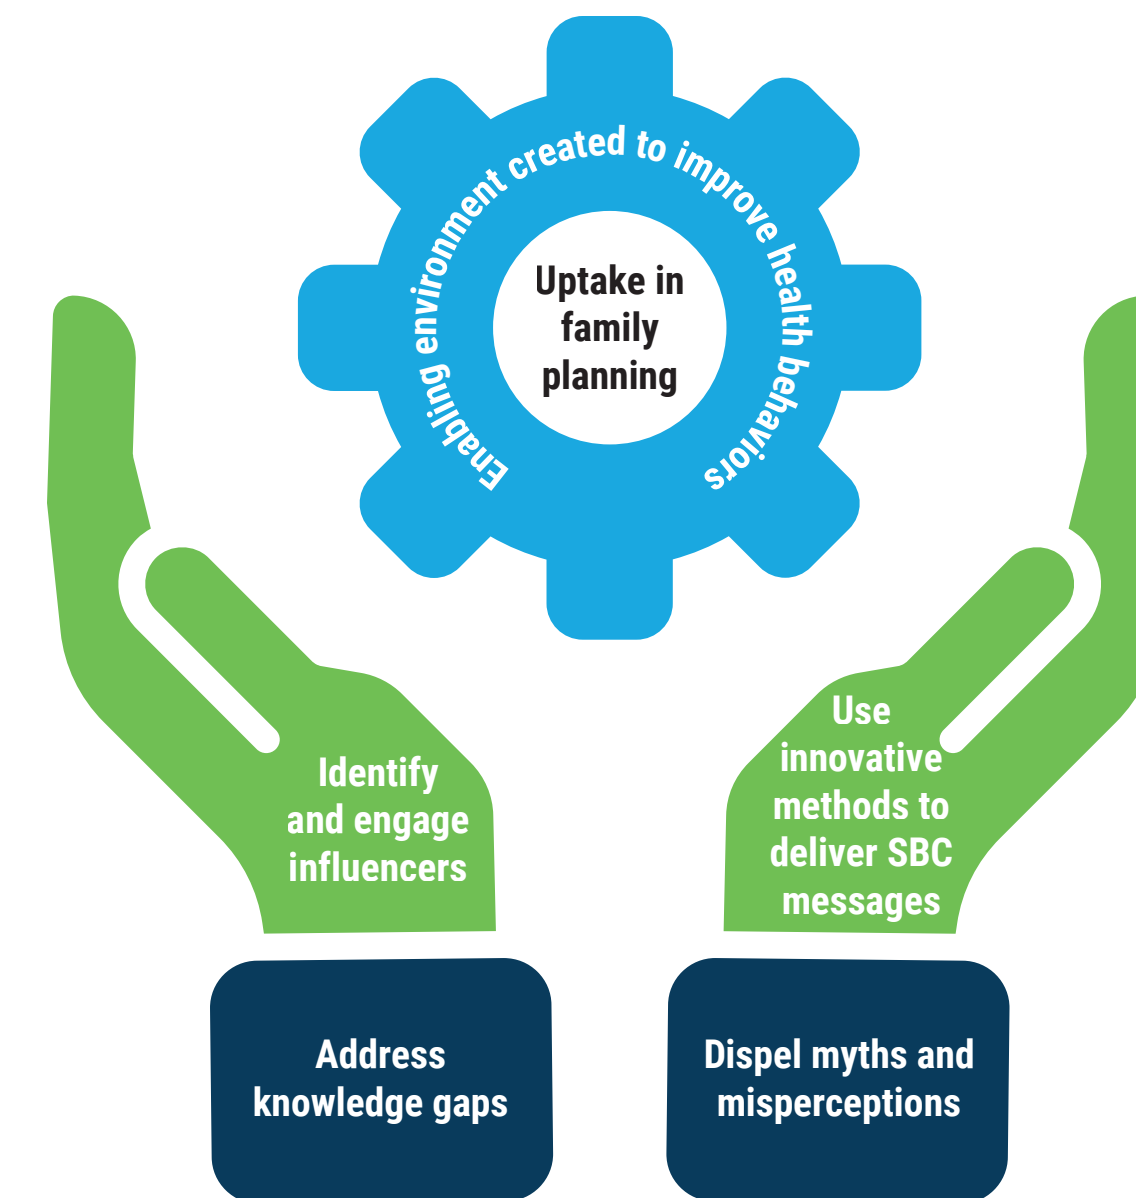 Enabling environment created to improve health behaviors
Uptake in
family
planning
Identify
and engage
influencers
Use
innovative
methods to
deliver SBC
messages
Address
knowledge gaps
Dispel myths and
misperceptions